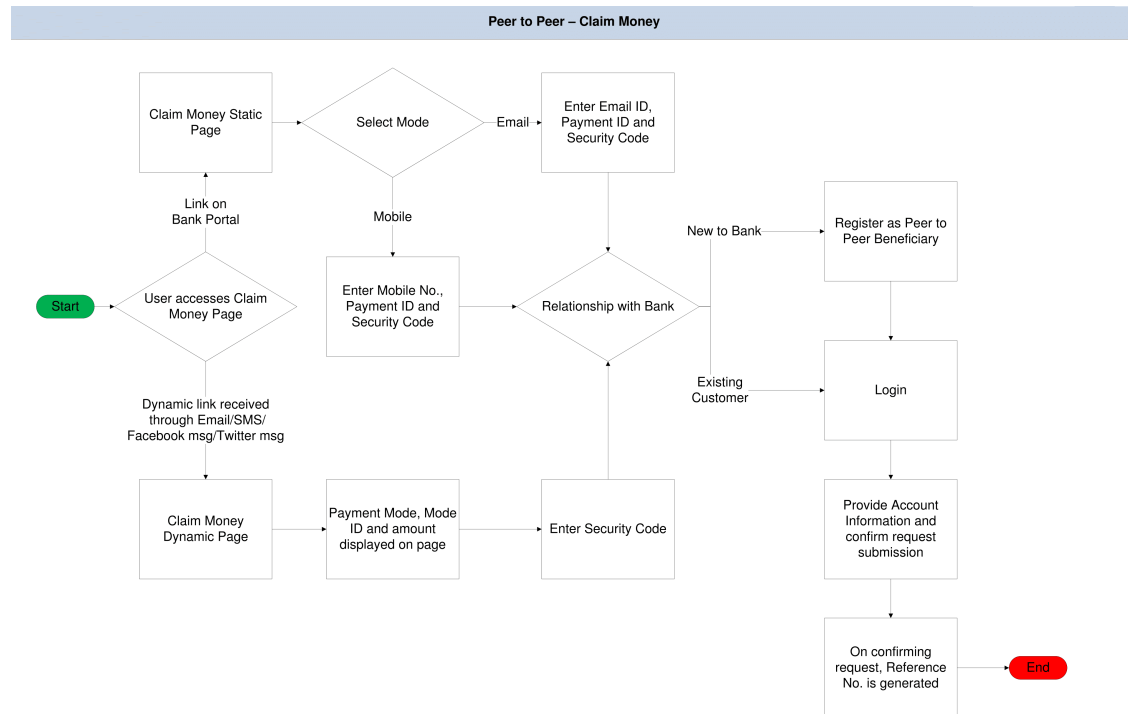 Peer to Peer – Claim Money
Claim Money Static
Page
Select Mode
Email
Enter Email ID,
Payment ID and
Security Code
Link on
Bank Portal
Mobile
New to Bank
Register as Peer to
Peer Beneficiary
Start
User accesses Claim
Money Page
Enter Mobile No.,
Payment ID and
Security Code
Relationship with Bank
Existing
Customer
Login
Dynamic link received
through Email/SMS/
Facebook msg/Twitter msg
Claim Money
Dynamic Page
Payment Mode, Mode
ID and amount
displayed on page
Enter Security Code
Provide Account
Information and
confirm request
submission
On confirming
request, Reference
No. is generated
End